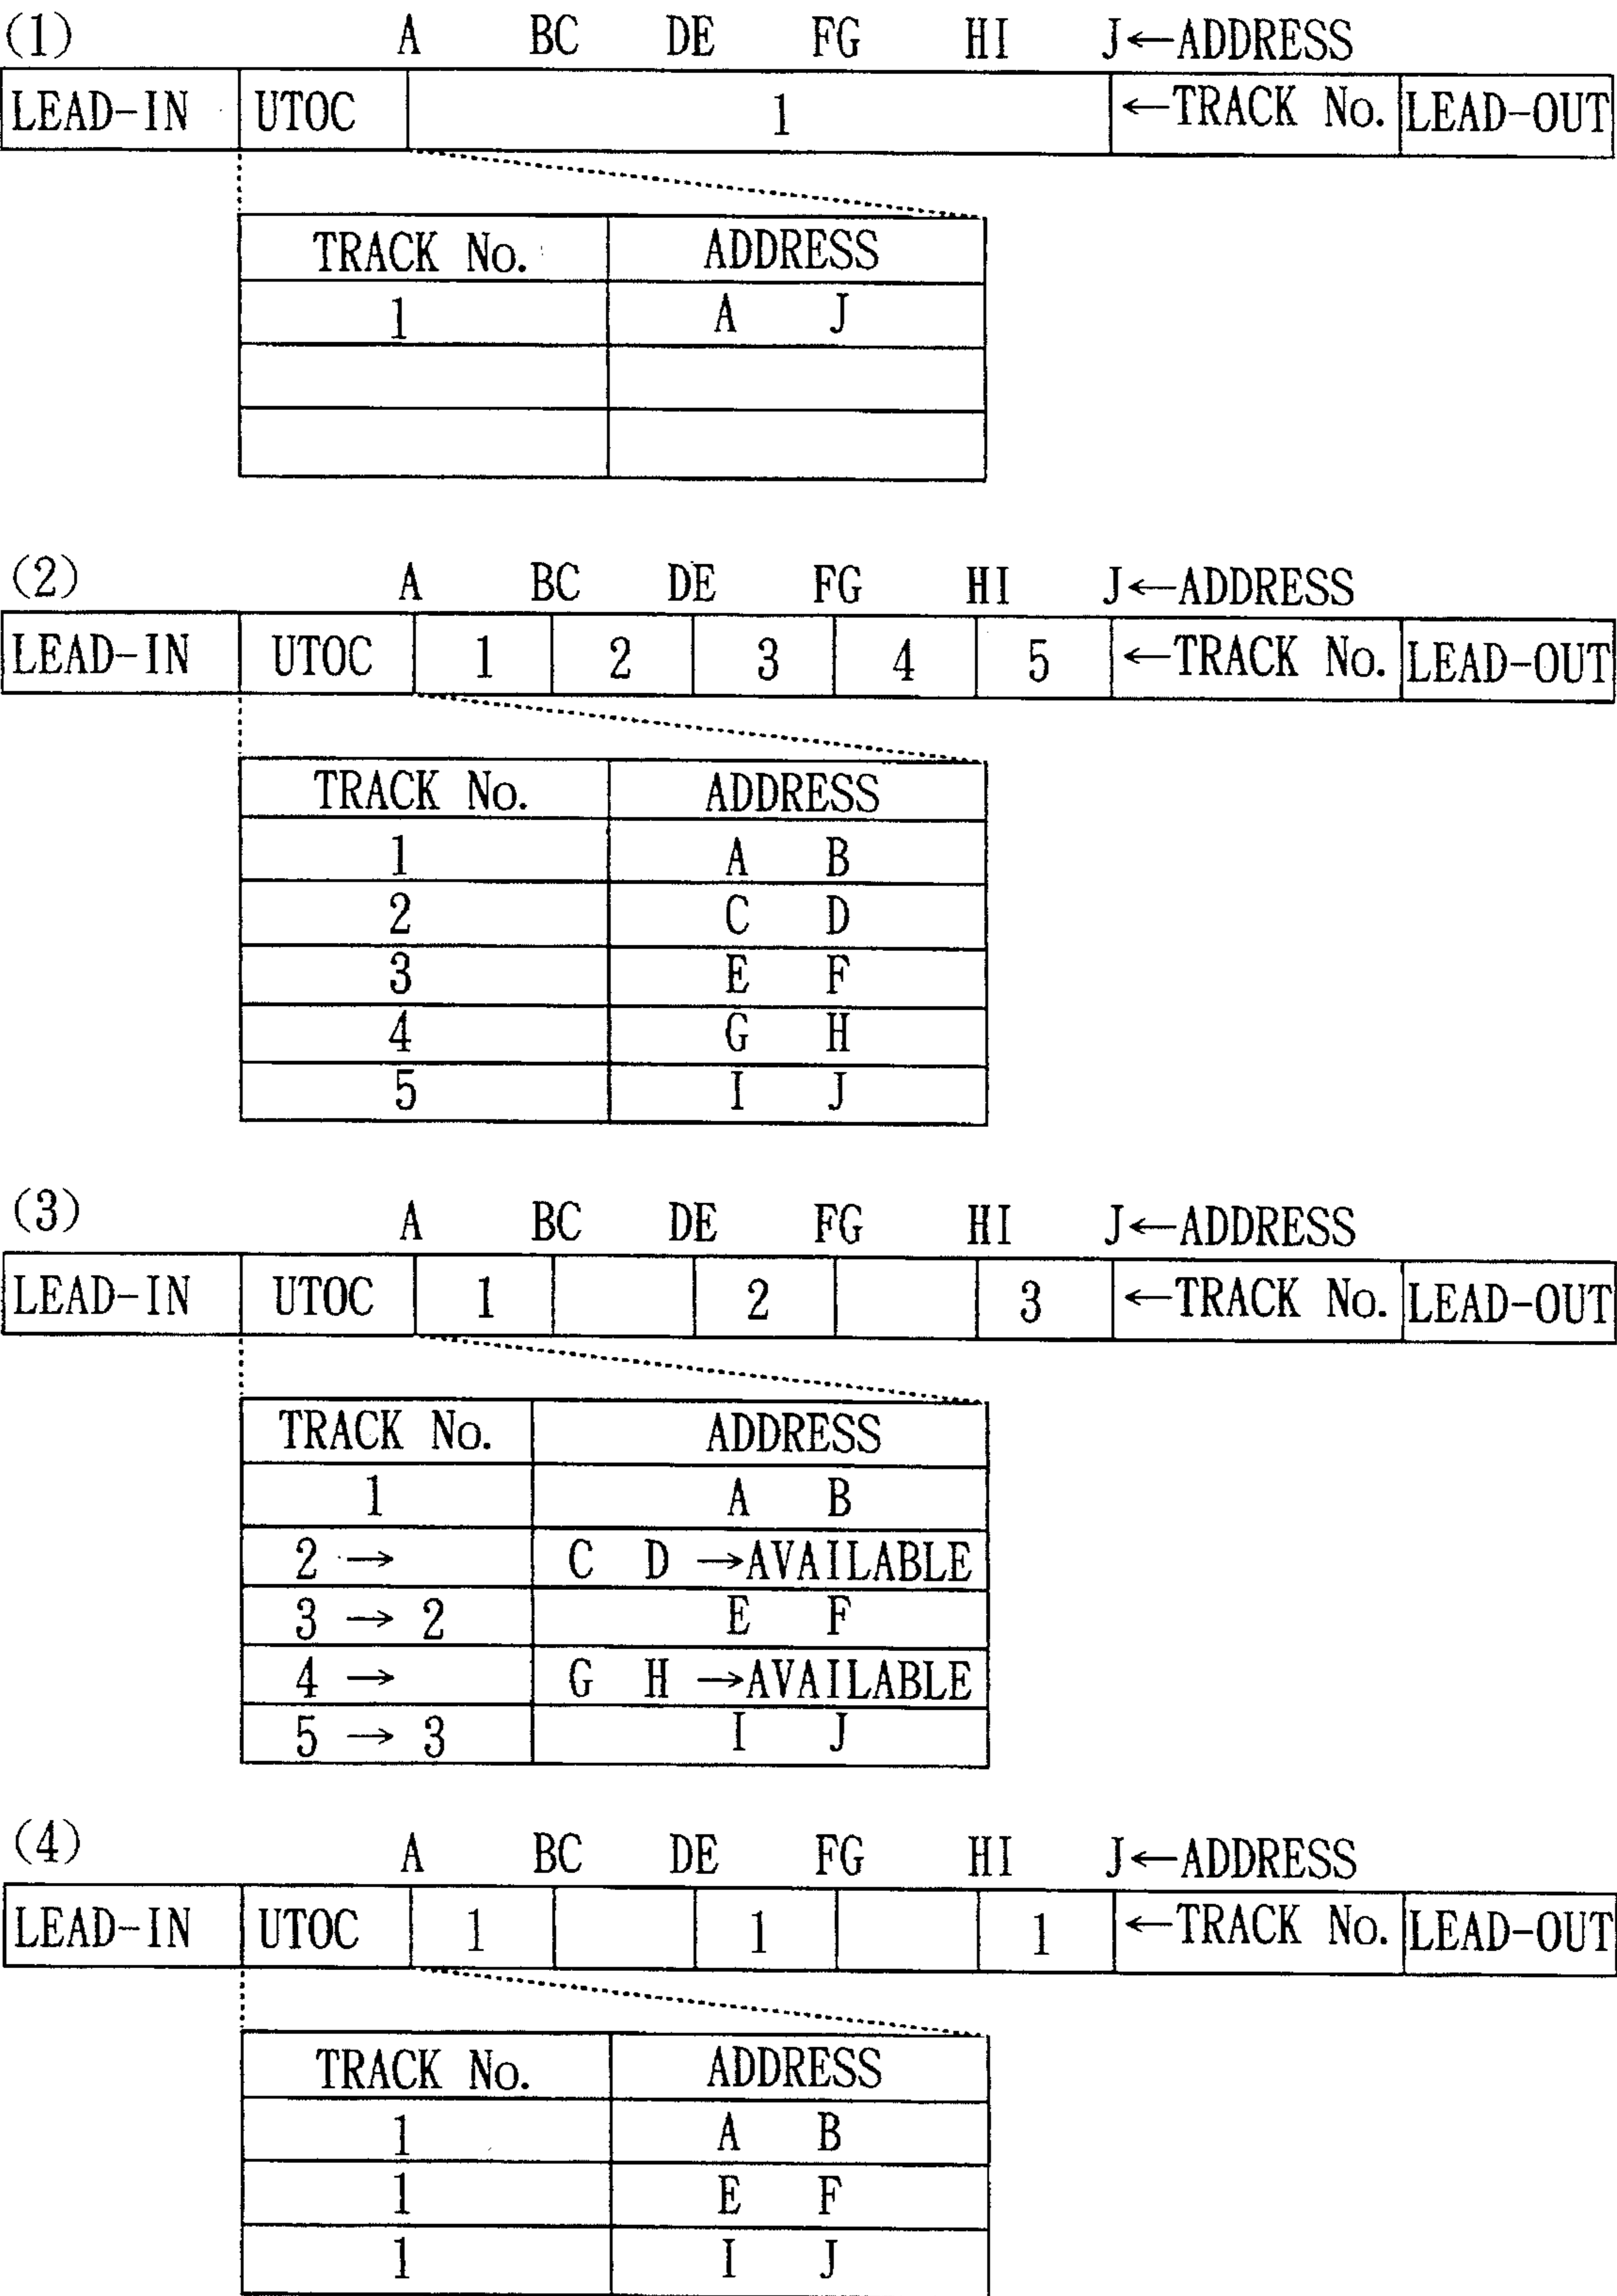 (1) A BC DE FG HI J←ADDRESS
LEAD-IN UTOC 1 ←TRACK No. LEAD-OUT
TRACK No. ADDRESS
1 A J
(2) A BC DE FG HI J←ADDRESS
LEAD-IN UTOC 1 2 3 4 5 ←TRACK No. LEAD-OUT
TRACK No. ADDRESS
1 A B
2 C D
3 E F
4 G H
5 I J
(3) A BC DE FG HI J←ADDRESS
LEAD-IN UTOC 1 2 3 ←TRACK No. LEAD-OUT
TRACK No. ADDRESS
1 A B
2 → C D →AVAILABLE
3 → 2 E F
4 → G H →AVAILABLE
5 → 3 I J
(4) A BC DE FG HI J←ADDRESS
LEAD-IN UTOC 1 1 1 ←TRACK No. LEAD-OUT
TRACK No. ADDRESS
1 A B
1 E F
1 I J